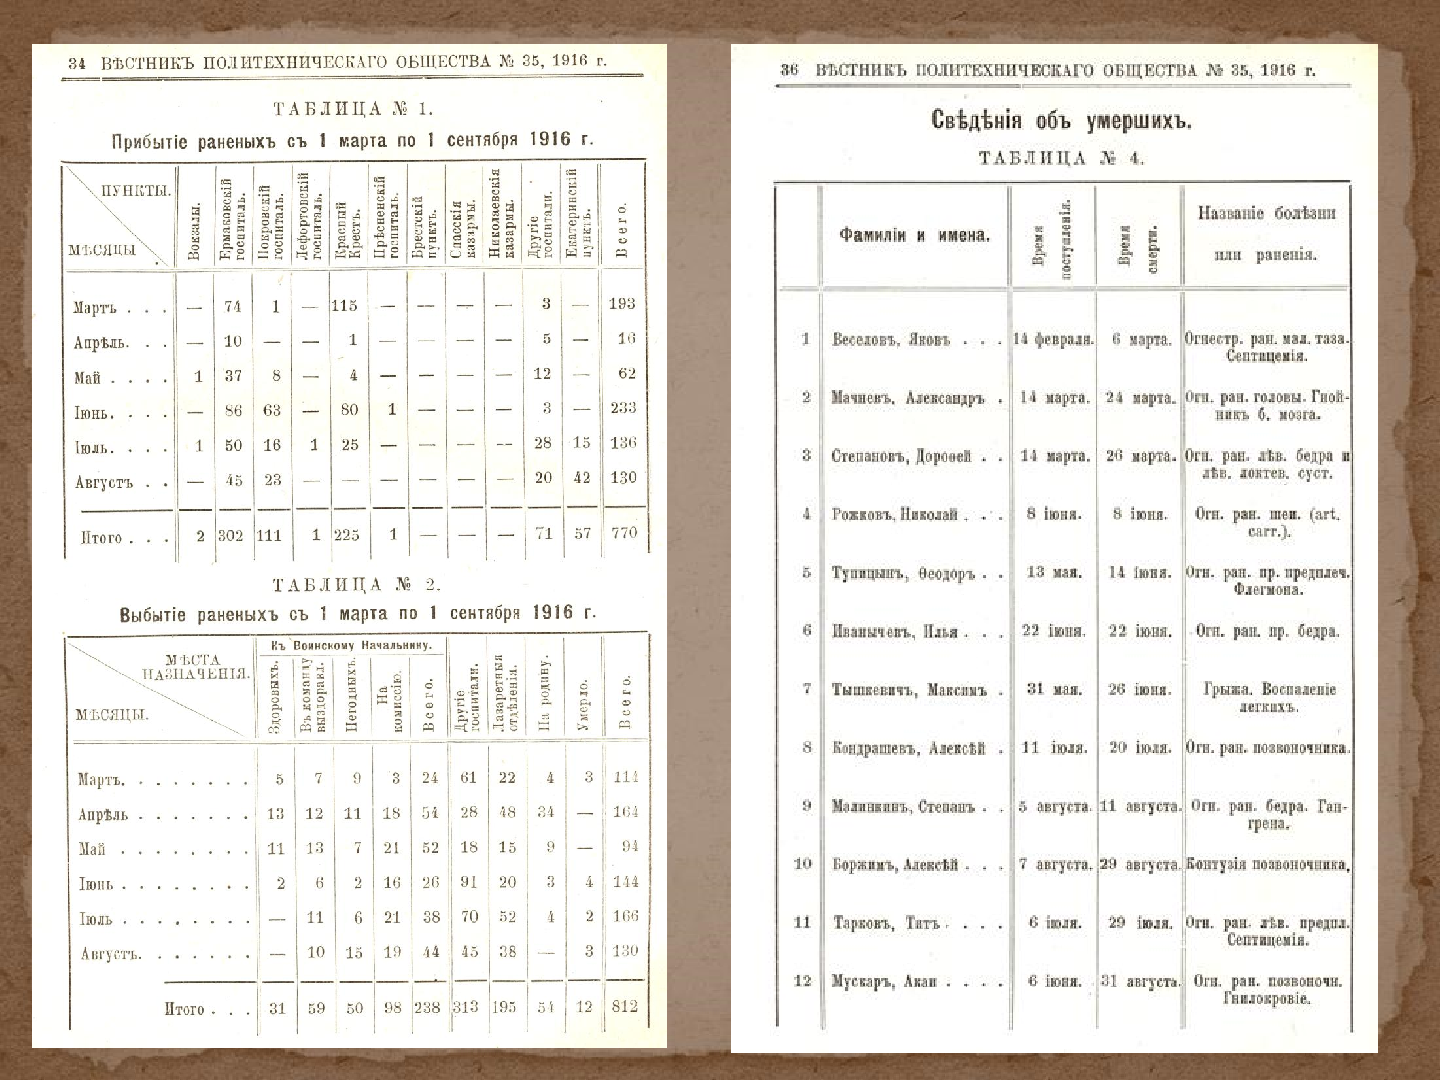 34 ВѢСТНИКЪ ПОЛИТЕХНИЧЕСКАГО ОБЩЕСТВА № 35, 1916 г.
ТАБЛИЦА № 1.
Прибытіе раненыхъ съ 1 марта по 1 сентября 1916 г.
ПУНКТЫ. МѢСЯЦЫ Вокзалы. Ермаковскій госпиталь. Покровскій госпиталь. Лефортовскій госпиталь. Красный Крестъ. Прѣсненскій госпиталь. Брестскій пунктъ. Спасскія казармы. Николаевскія казармы. Другіе госпитали. Екатеринскій пунктъ. Всего.
Мартъ . . . — 74 1 — 115 — — — — 3 — 193
Апрѣль. . . — 10 — — 1 — — — — 5 — 16
Май . . . . 1 37 8 — 4 — — — — 12 — 62
Іюнь. . . . — 86 63 — 80 1 — — — 3 — 233
Іюль. . . . 1 50 16 1 25 — — — — 28 15 136
Августъ . . — 45 23 — — — — — — 20 42 130
Итого . . . 2 302 111 1 225 1 — — — 71 57 770
ТАБЛИЦА № 2.
Выбытіе раненыхъ съ 1 марта по 1 сентября 1916 г.
МѢСТА НАЗНАЧЕНІЯ. МѢСЯЦЫ. Къ Воинскому Начальнику. Здоровыхъ. Въ команду выздоравл. Негодныхъ. На комиссію. Всего. Другіе госпитали. Лазаретныя отдѣленія. На родину. Умерло. Всего.
Мартъ. . . . . . . . 5 7 9 3 24 61 22 4 3 114
Апрѣль . . . . . . . 13 12 11 18 54 28 48 34 — 164
Май . . . . . . . . 11 13 7 21 52 18 15 9 — 94
Іюнь . . . . . . . . 2 6 2 16 26 91 20 3 4 144
Іюль . . . . . . . . — 11 6 21 38 70 52 4 2 166
Августъ. . . . . . . — 10 15 19 44 45 38 — 3 130
Итого . . . 31 59 50 98 238 313 195 54 12 812
36 ВѢСТНИКЪ ПОЛИТЕХНИЧЕСКАГО ОБЩЕСТВА № 35, 1916 г.
Свѣдѣнія объ умершихъ.
ТАБЛИЦА № 4.
Фамиліи и имена. Время поступленія. Время смерти. Названіе болѣзни или раненія.
1 Веселовъ, Яковъ . . . 14 февраля. 6 марта. Огнестр. ран. мал. таза.
Септицемія.
2 Мачневъ, Александръ . 14 марта. 24 марта. Огн. ран. головы. Гной-
никъ б. мозга.
3 Степановъ, Дороѳей . . 14 марта. 26 марта. Огн. ран. лѣв. бедра и
лѣв. локтев. суст.
4 Рожковъ, Николай . . . 8 іюня. 8 іюня. Огн. ран. шеи. (art.
carr.).
5 Тупицынъ, Ѳеодоръ . . 13 мая. 14 іюня. Огн. ран. пр. предплеч.
Флегмона.
6 Иванычевъ, Илья . . . 22 іюня. 22 іюня. Огн. ран. пр. бедра.
7 Тышкевичъ, Максимъ . 31 мая. 26 іюня. Грыжа. Воспаленіе
легкихъ.
8 Кондрашевъ, Алексѣй . 11 іюля. 20 іюля. Огн. ран. позвоночника.
9 Малинкинъ, Степанъ . . 5 августа. 11 августа. Огн. ран. бедра. Ган-
грена.
10 Боржимъ, Алексѣй . . . 7 августа. 29 августа. Контузія позвоночника,
11 Тарковъ, Титъ . . . . 6 іюля. 29 іюля. Огн. ран. лѣв. предпл.
Септицемія.
12 Мускаръ, Акан . . . . 6 іюня. 31 августа. Огн. ран. позвоночн.
Гнилокровіе.